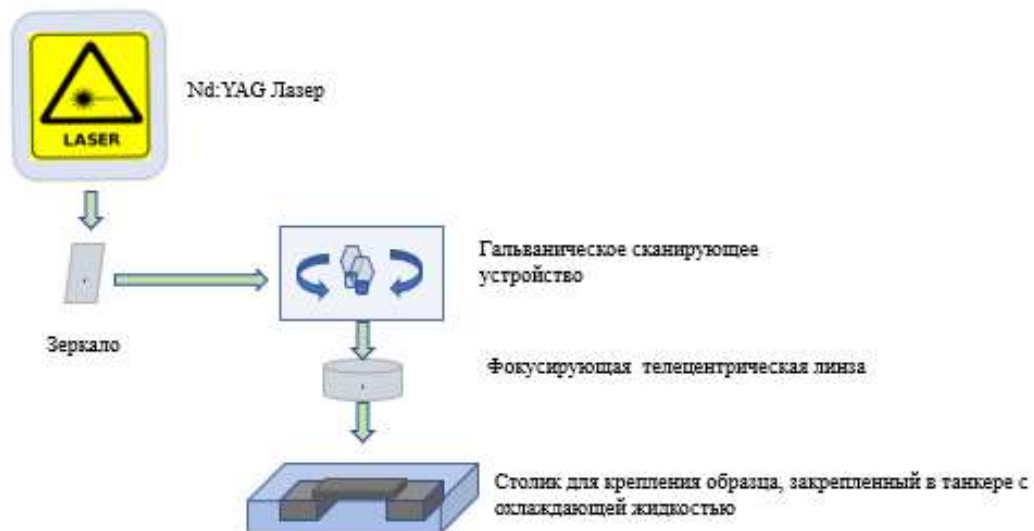 Nd:YAG Лазер
LASER
Гальваническое сканирующее
устройство
Зеркало
Фокусирующая телецентрическая линза
Столик для крепления образца, закрепленный в танкере с
охлаждающей жидкостью